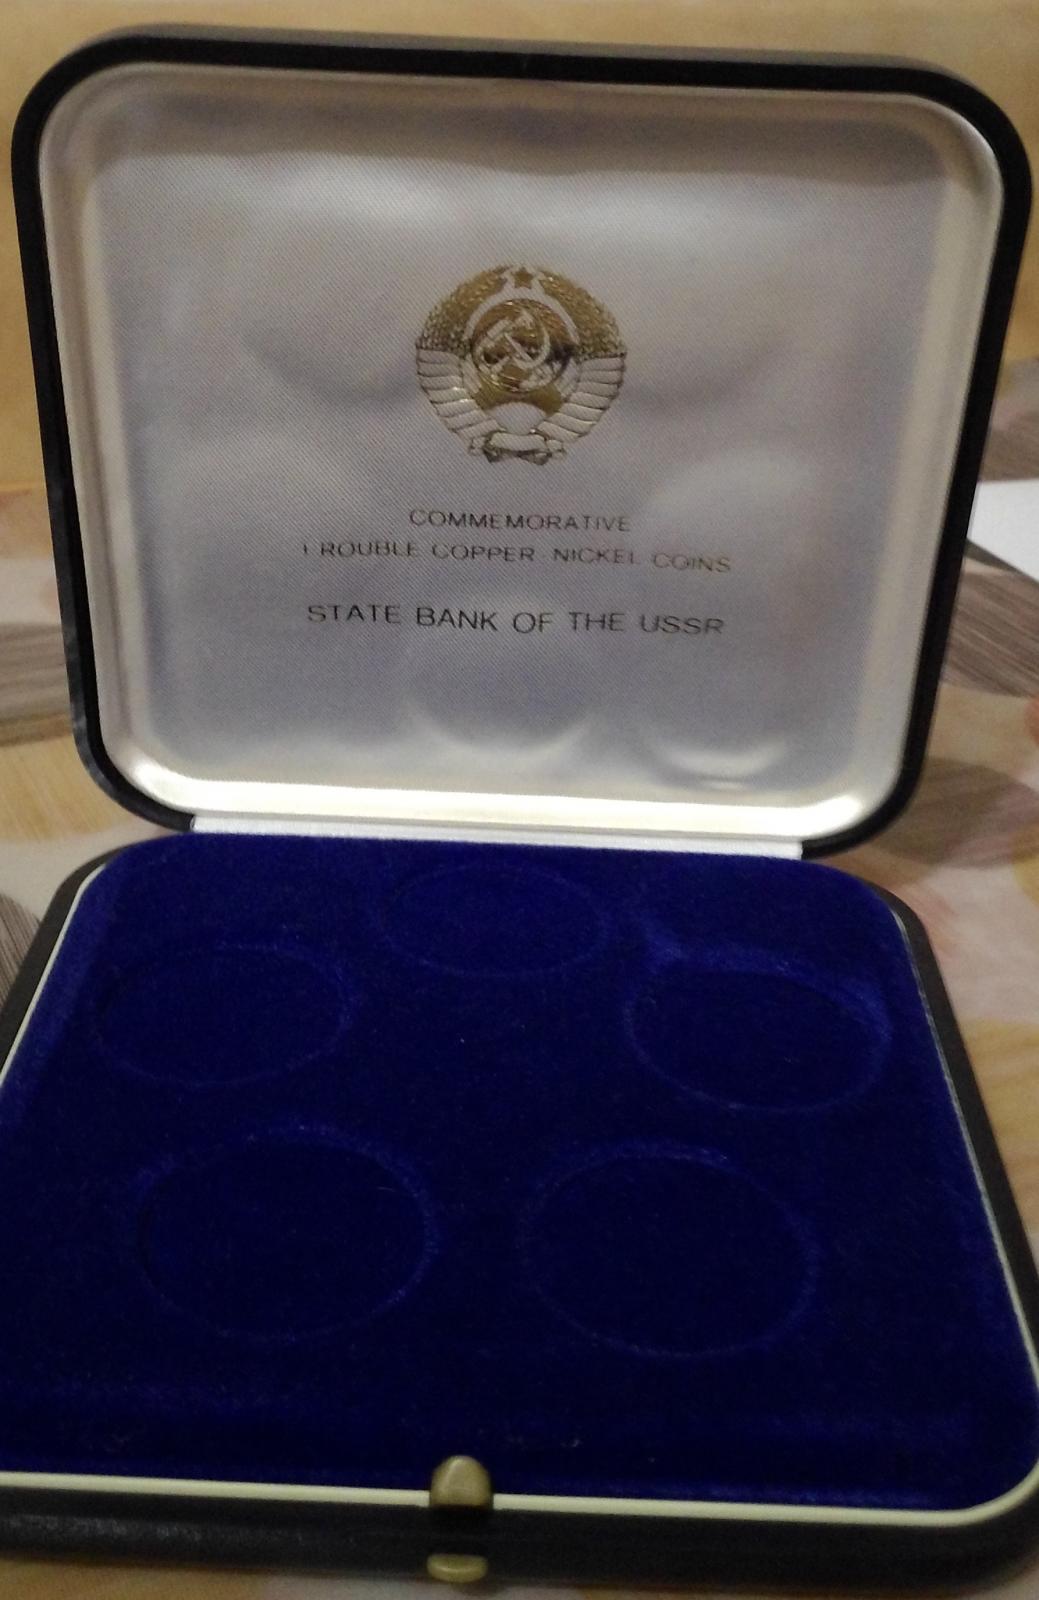 COMMEMORATIVE
1 ROUBLE COPPER-NICKEL COINS
STATE BANK OF THE USSR